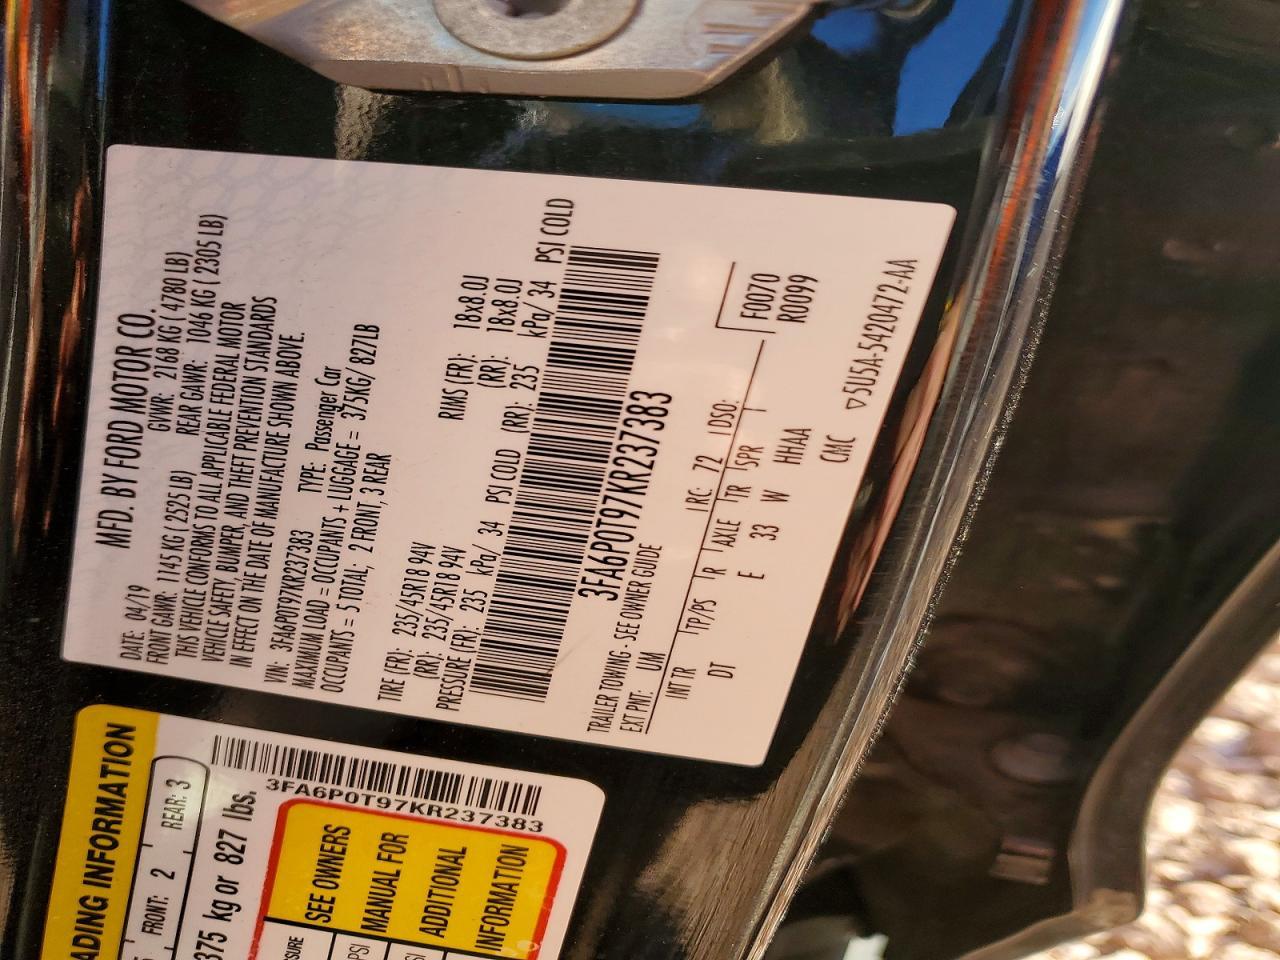 MFD. BY FORD MOTOR CO.
DATE: 04/19 GVWR: 2168 KG ( 4780 LB)
FRONT GAWR: 1145 KG 2525 LB) REAR GAWR: 1046 KG ( 2305 LB)
THIS VEHICLE CONFORMS TO ALL APPLICABLE FEDERAL MOTOR
VEHICLE SAFETY, BUMPER, AND THEFT PREVENTION STANDARDS
IN EFFECT ON THE DATE OF MANUFACTURE SHOWN ABOVE.
VIN: 3FA6P0T97KR237383 TYPE: Passenger Car
MAXIMUM LOAD = OCCUPANTS + LUGGAGE = 375KG/ 827LB
OCCUPANTS = 5 TOTAL; 2 FRONT, 3 REAR
TIRE (FR): 235/45R18 94V RIMS (FR): 18x8.0J
(RR): 235/45R18 94V (RR): 18x8.0J
PRESSURE (FR): 235 kPa/ 34 PSI COLD (RR): 235 kPa/ 34 PSI COLD
3FA6P0T97KR237383
TRAILER TOWING - SEE OWNER GUIDE
EXT PNT: UM RC: 72 DSO: F0070
INT TR TP/PS R AXLE TR SPR R0099
DT E 33 W HHAA
CMC ▽5U5A-5420472-AA
ADING INFORMATION
FRONT: 2 REAR: 3
375 kg or 827 lbs.
3FA6P0T97KR237383
SEE OWNERS
MANUAL FOR
ADDITIONAL
INFORMATION